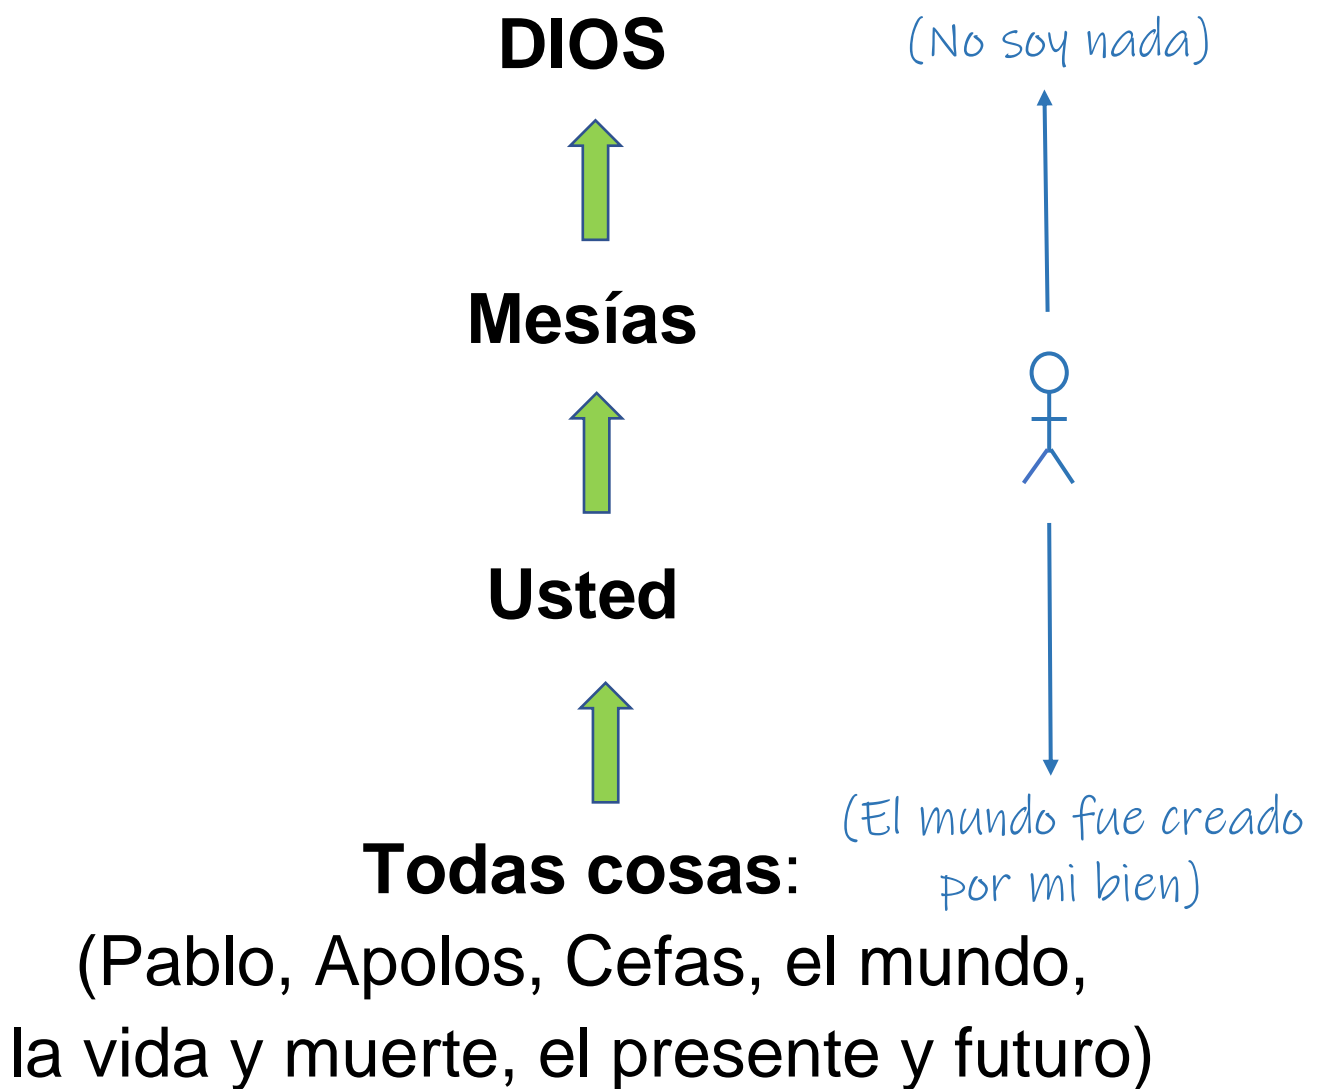 DIOS
(No soy nada)
Mesías
Usted
(El mundo fue creado
por mi bien)
Todas cosas:
(Pablo, Apolos, Cefas, el mundo,
la vida y muerte, el presente y futuro)